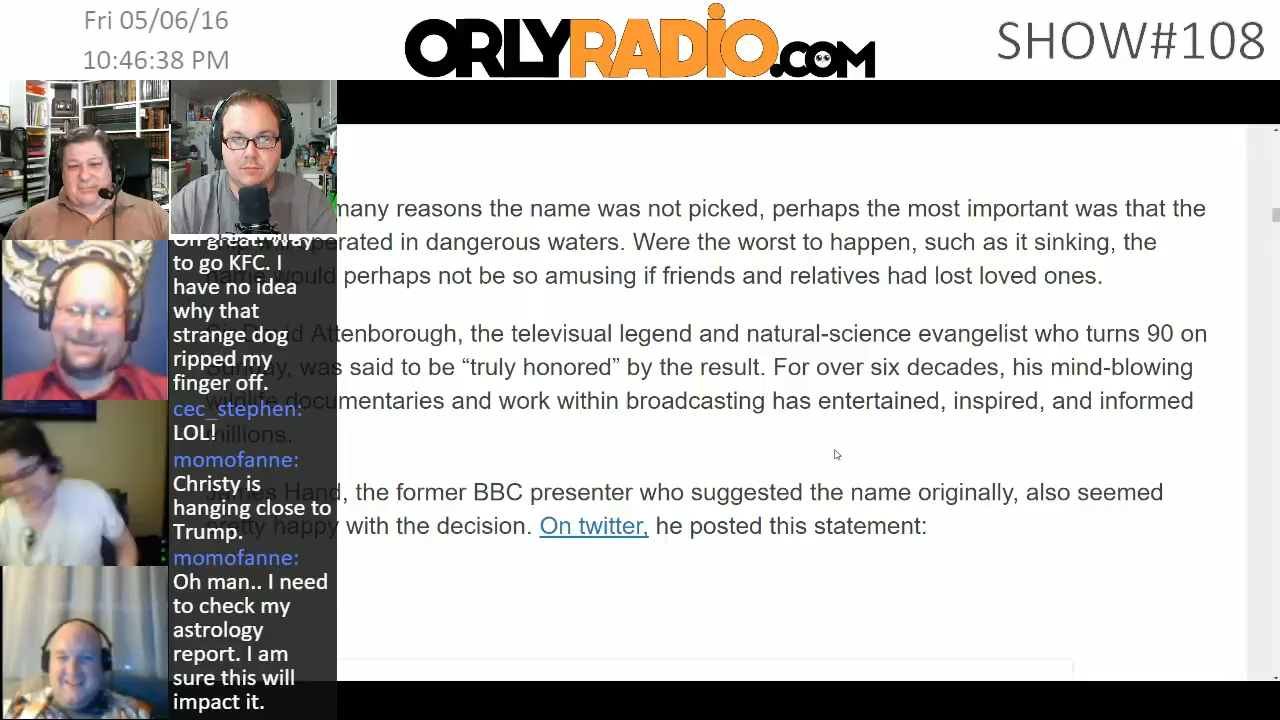 Fri 05/06/16
10:46:38 PM
ORLYRADiO.com
SHOW#108
to go KFC. I
have no idea
why that
strange dog
ripped my
finger off.
cec_stephen:
LOL!
momofanne:
Christy is
hanging close to
Trump.
momofanne:
Oh man.. I need
to check my
astrology
report. I am
sure this will
impact it.
many reasons the name was not picked, perhaps the most important was that the
perated in dangerous waters. Were the worst to happen, such as it sinking, the
would perhaps not be so amusing if friends and relatives had lost loved ones.
Attenborough, the televisual legend and natural-science evangelist who turns 90 on
was said to be “truly honored” by the result. For over six decades, his mind-blowing
documentaries and work within broadcasting has entertained, inspired, and informed
millions.
James Hand, the former BBC presenter who suggested the name originally, also seemed
pretty happy with the decision. On twitter, he posted this statement: